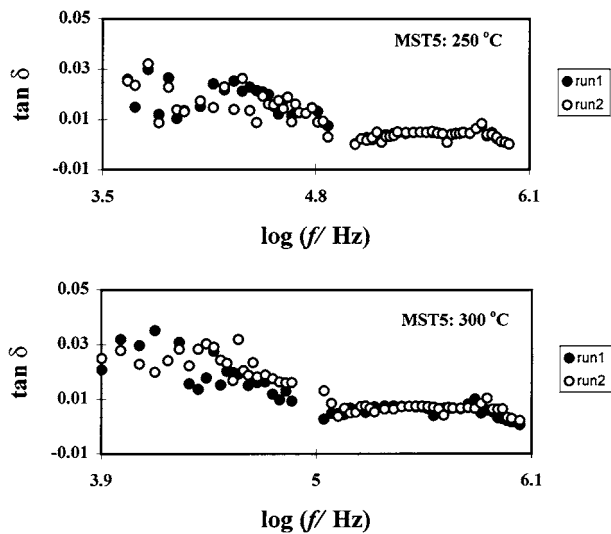 MST5: 250 °C
tan δ
0.05
0.03
0.01
-0.01
3.5
4.8
6.1
log (f/ Hz)
run1
run2
MST5: 300 °C
tan δ
0.05
0.03
0.01
-0.01
3.9
5
6.1
log (f/ Hz)
run1
run2